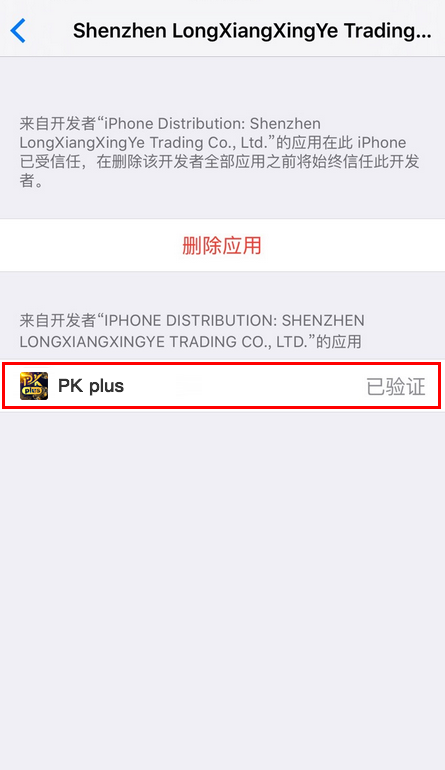 Shenzhen LongXiangXingYe Trading...
来自开发者“iPhone Distribution: Shenzhen
LongXiangXingYe Trading Co., Ltd.”的应用在此 iPhone
已受信任，在删除该开发者全部应用之前将始终信任此开发
者。
删除应用
来自开发者“IPHONE DISTRIBUTION: SHENZHEN
LONGXIANGXINGYE TRADING CO., LTD.”的应用
PK plus
PK plus 已验证